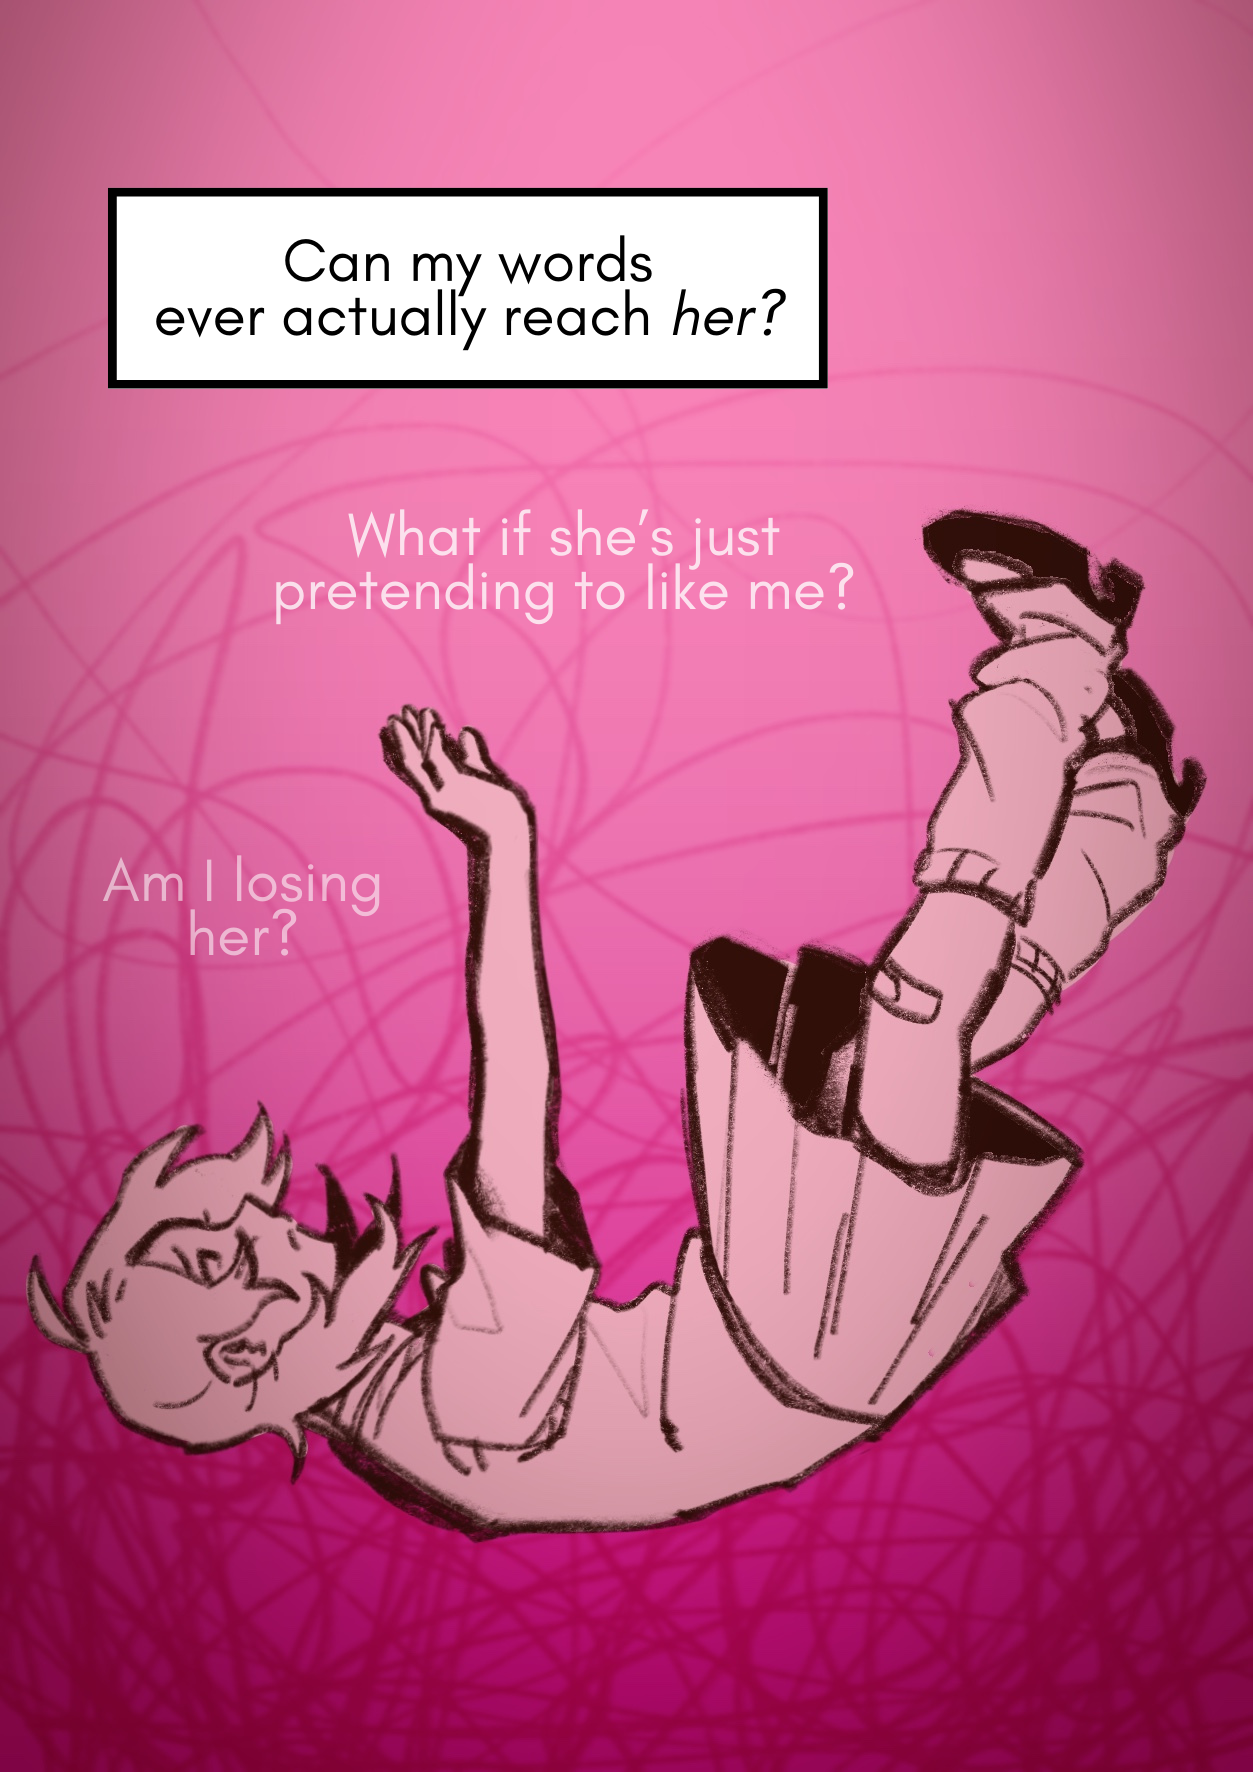 Can my words
ever actually reach her?
What if she's just
pretending to like me?
Am I losing
her?